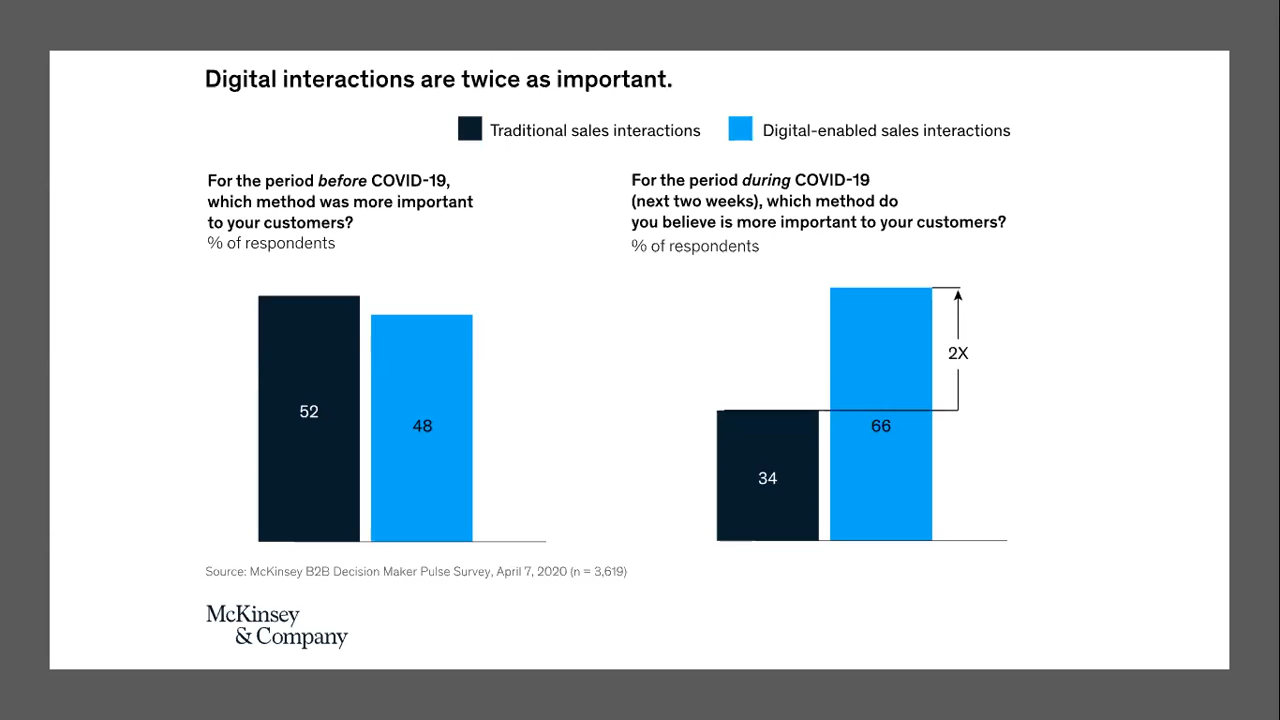 Digital interactions are twice as important.
Traditional sales interactions
Digital-enabled sales interactions
For the period before COVID-19,
which method was more important
to your customers?
% of respondents
52
48
For the period during COVID-19
(next two weeks), which method do
you believe is more important to your customers?
% of respondents
34
66
2X
Source: McKinsey B2B Decision Maker Pulse Survey, April 7, 2020 (n = 3,619)
McKinsey
& Company